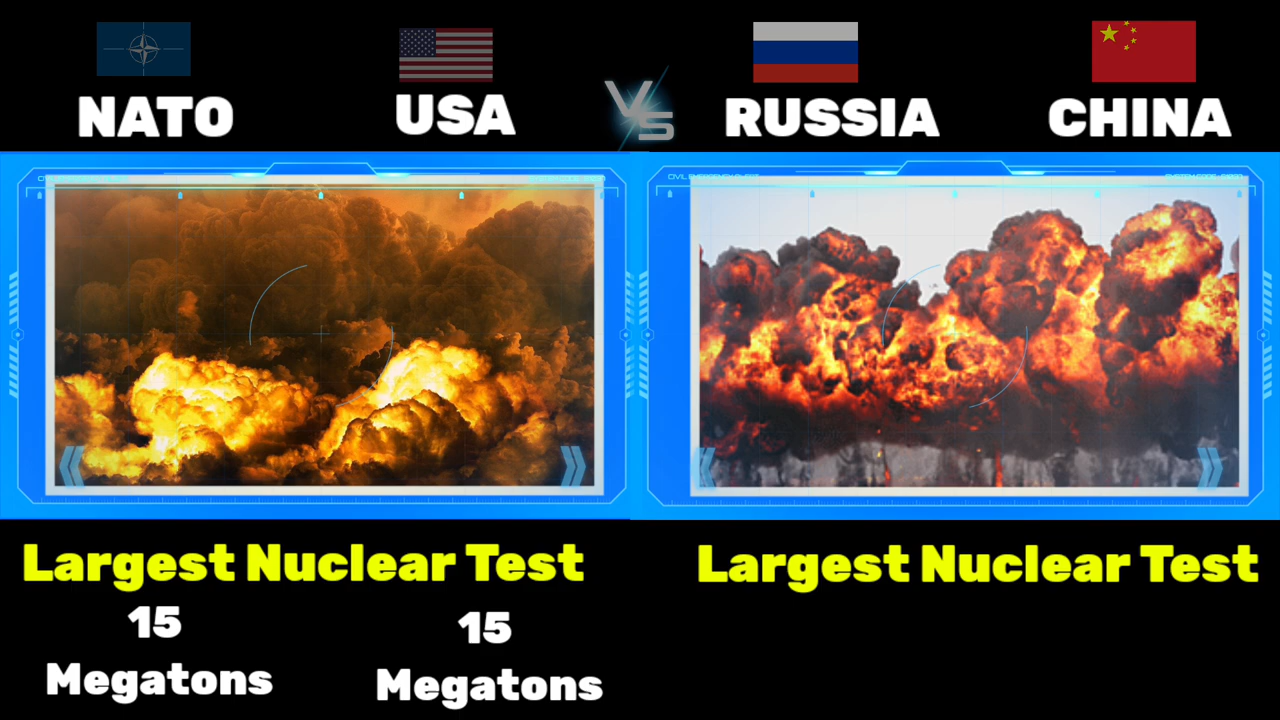 NATO
USA
VS
RUSSIA
CHINA
Largest Nuclear Test
15
Megatons
15
Megatons
Largest Nuclear Test